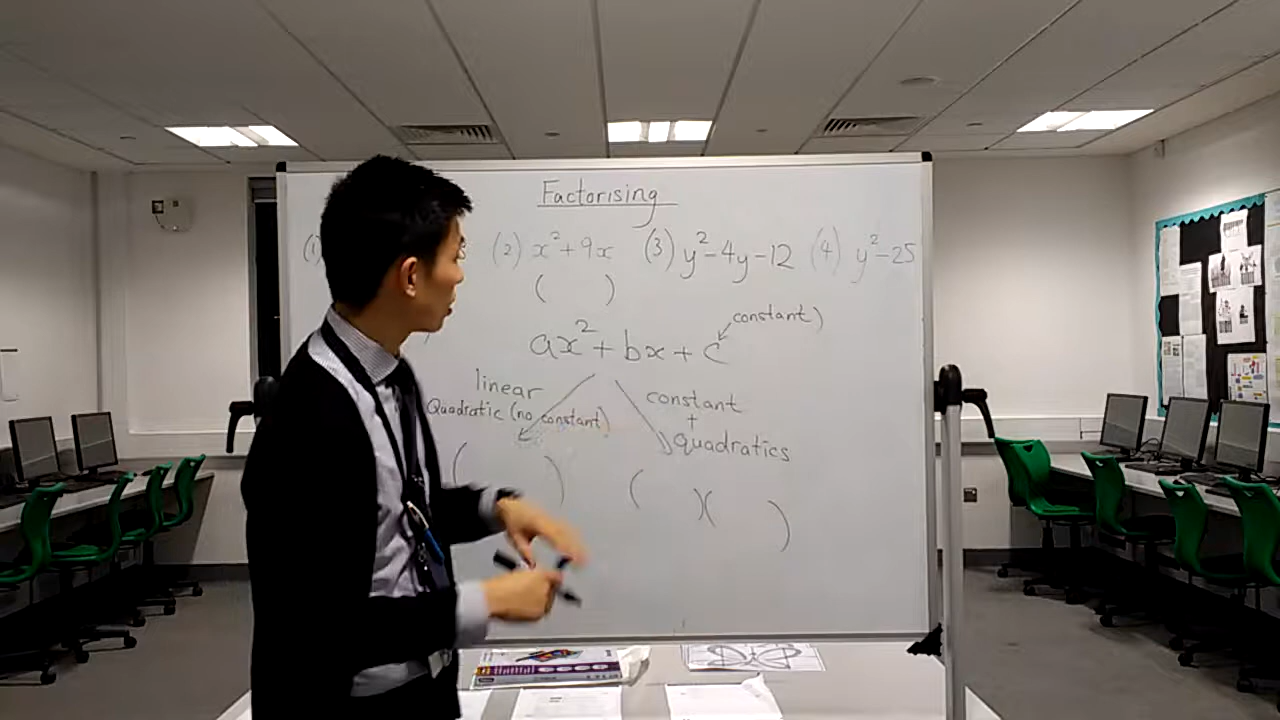 Factorising
(1)
(2) x²+9x
(3) y²-4y-12
(4) y²-25
( )
constant)
ax²+bx+c
linear
Quadratic (no constant)
constant
+
quadratics
( )
( )( )